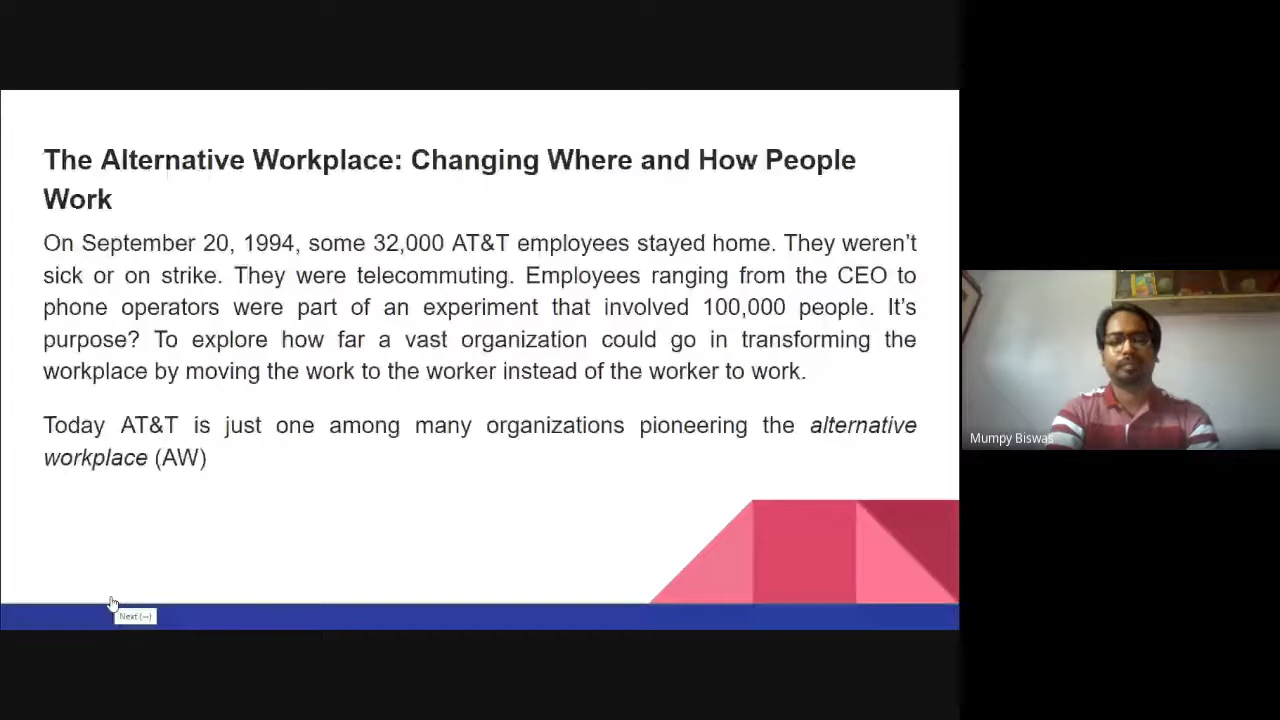 The Alternative Workplace: Changing Where and How People
Work
On September 20, 1994, some 32,000 AT&T employees stayed home. They weren't
sick or on strike. They were telecommuting. Employees ranging from the CEO to
phone operators were part of an experiment that involved 100,000 people. It's
purpose? To explore how far a vast organization could go in transforming the
workplace by moving the work to the worker instead of the worker to work.
Today AT&T is just one among many organizations pioneering the alternative
workplace (AW)
Next (→)
Mumpy Biswas